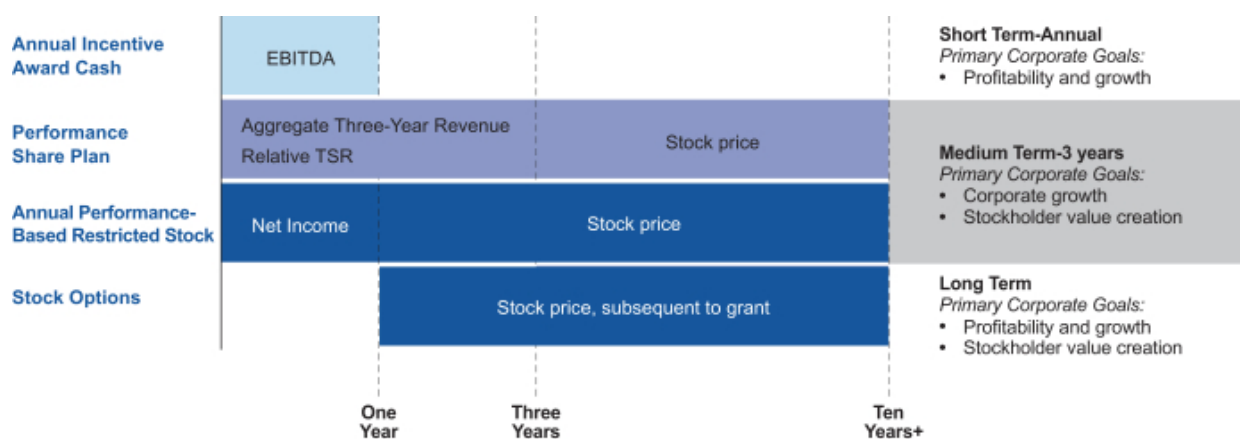 Annual Incentive
Award Cash
EBITDA
Short Term-Annual
Primary Corporate Goals:
• Profitability and growth
Performance
Share Plan
Aggregate Three-Year Revenue
Relative TSR
Stock price
Medium Term-3 years
Primary Corporate Goals:
• Corporate growth
• Stockholder value creation
Annual Performance-
Based Restricted Stock
Net Income
Stock price
Stock Options
Stock price, subsequent to grant
Long Term
Primary Corporate Goals:
• Profitability and growth
• Stockholder value creation
One
Year
Three
Years
Ten
Years+